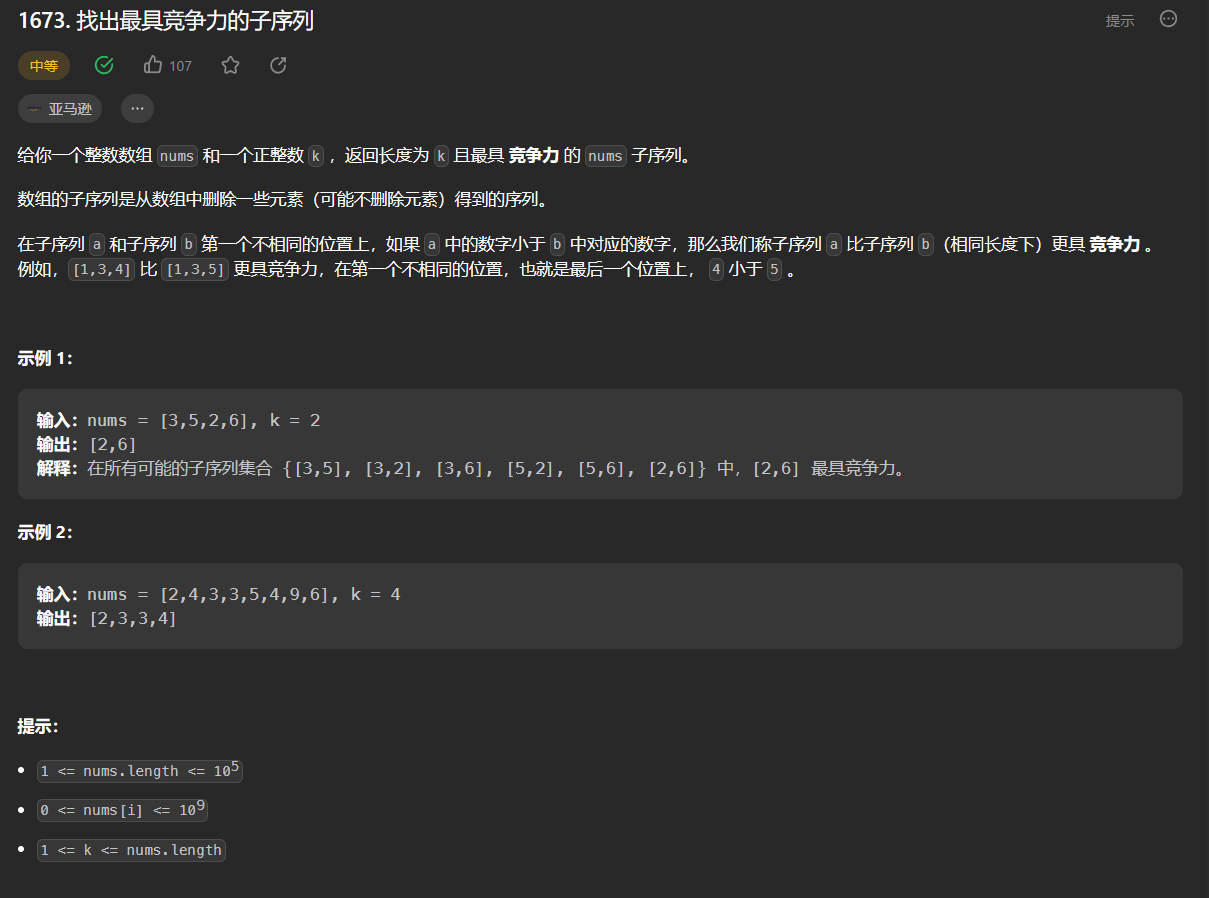 1673. 找出最具竞争力的子序列
提示
中等
107
亚马逊
给你一个整数数组 nums 和一个正整数 k ，返回长度为 k 且最具 竞争力 的 nums 子序列。
数组的子序列是从数组中删除一些元素（可能不删除元素）得到的序列。
在子序列 a 和子序列 b 第一个不相同的位置上，如果 a 中的数字小于 b 中对应的数字，那么我们称子序列 a 比子序列 b（相同长度下）更具 竞争力 。
例如， [1,3,4] 比 [1,3,5] 更具竞争力，在第一个不相同的位置，也就是最后一个位置上， 4 小于 5 。
示例 1：
输入：nums = [3,5,2,6], k = 2
输出：[2,6]
解释：在所有可能的子序列集合 {[3,5], [3,2], [3,6], [5,2], [5,6], [2,6]} 中，[2,6] 最具竞争力。
示例 2：
输入：nums = [2,4,3,3,5,4,9,6], k = 4
输出：[2,3,3,4]
提示：
1 <= nums.length <= 10⁵
0 <= nums[i] <= 10⁹
1 <= k <= nums.length